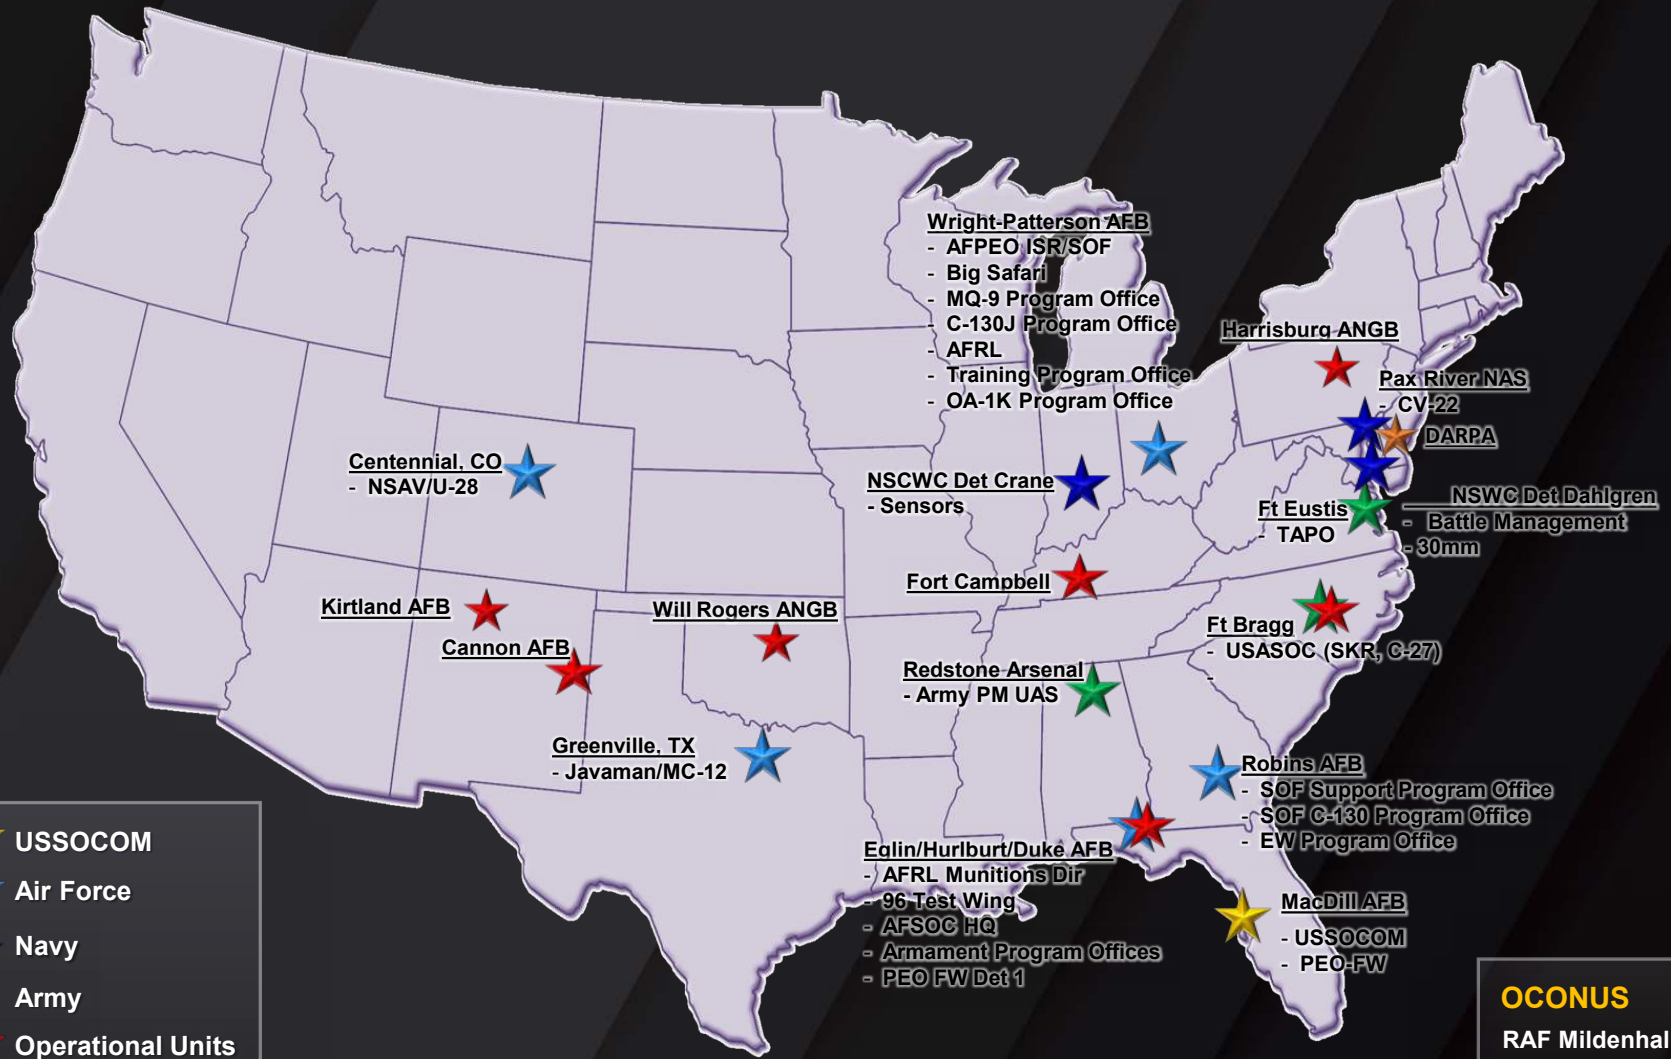 Wright-Patterson AFB
- AFPEO ISR/SOF
- Big Safari
- MQ-9 Program Office
- C-130J Program Office
- AFRL
- Training Program Office
- OA-1K Program Office
Harrisburg ANGB
Pax River NAS
- CV-22
DARPA
Centennial, CO
- NSAV/U-28
NSCWC Det Crane
- Sensors
Ft Eustis
- TAPO
NSWC Det Dahlgren
- Battle Management
- 30mm
Fort Campbell
Kirtland AFB
Will Rogers ANGB
Cannon AFB
Ft Bragg
- USASOC (SKR, C-27)
-
Redstone Arsenal
- Army PM UAS
Greenville, TX
- Javaman/MC-12
Robins AFB
- SOF Support Program Office
- SOF C-130 Program Office
- EW Program Office
Eglin/Hurlburt/Duke AFB
- AFRL Munitions Dir
- 96 Test Wing
- AFSOC HQ
- Armament Program Offices
- PEO FW Det 1
MacDill AFB
- USSOCOM
- PEO-FW
USSOCOM
Air Force
Navy
Army
Operational Units
OCONUS
RAF Mildenhal